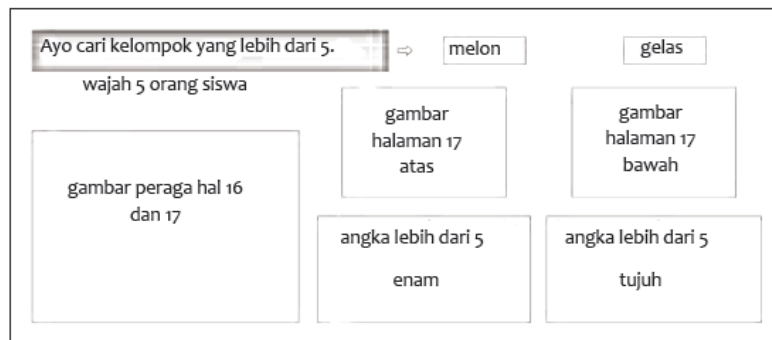 Ayo cari kelompok yang lebih dari 5.
⇨
melon
gelas
wajah 5 orang siswa
gambar peraga hal 16
dan 17
gambar
halaman 17
atas
gambar
halaman 17
bawah
angka lebih dari 5
enam
angka lebih dari 5
tujuh